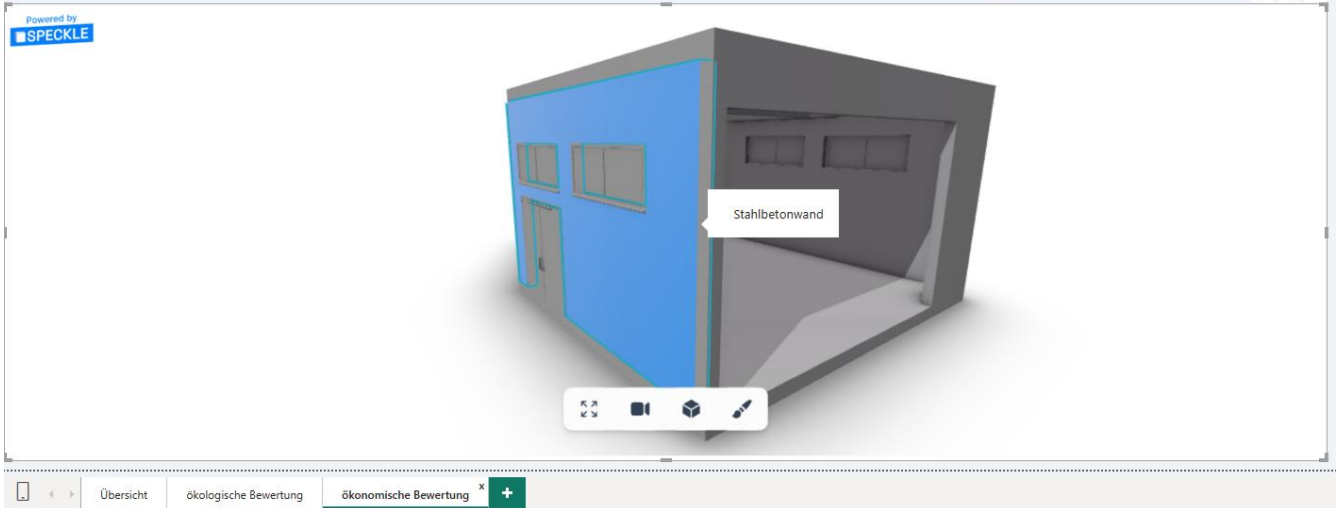 Powered by
SPECKLE
Stahlbetonwand
Übersicht
ökologische Bewertung
ökonomische Bewertung
x
+